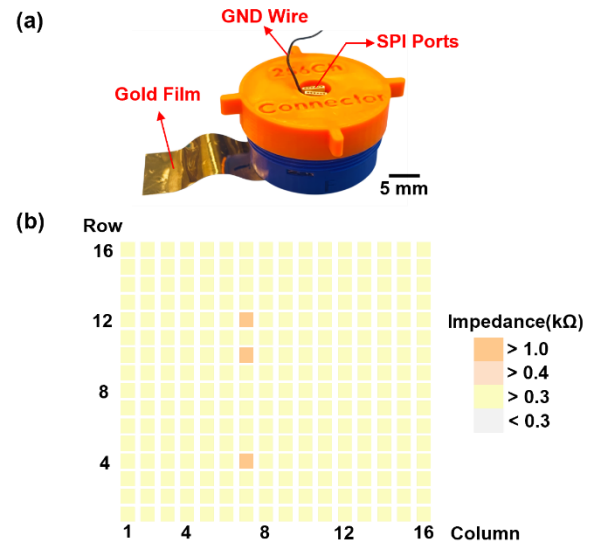 (a)
GND Wire
SPI Ports
Gold Film
256Ch
Connector
5 mm
(b)
Row
16
12
8
4
1 4 8 12 16 Column
Impedance(kΩ)
> 1.0
> 0.4
> 0.3
< 0.3